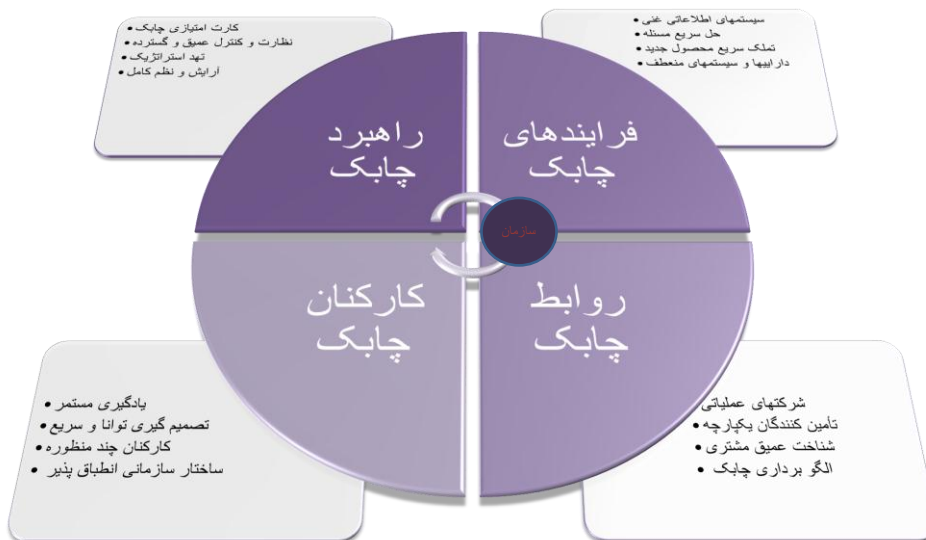 سیستمهای اطلاعاتی غنی
حل سریع مسئله
تملک سریع محصول جدید
داراییها و سیستمهای منعطف
کارت امتیازی چابک
نظارت و کنترل عمیق و گسترده
تهد استراتژیک
آرایش و نظم کامل
فرایندهای
چابک
راهبرد
چابک
سازمان
روابط
چابک
کارکنان
چابک
شرکتهای عملیاتی
تأمین کنندگان یکپارچه
شناخت عمیق مشتری
الگو برداری چابک
یادگیری مستمر
تصمیم گیری توانا و سریع
کارکنان چند منظوره
ساختار سازمانی انطباق پذیر